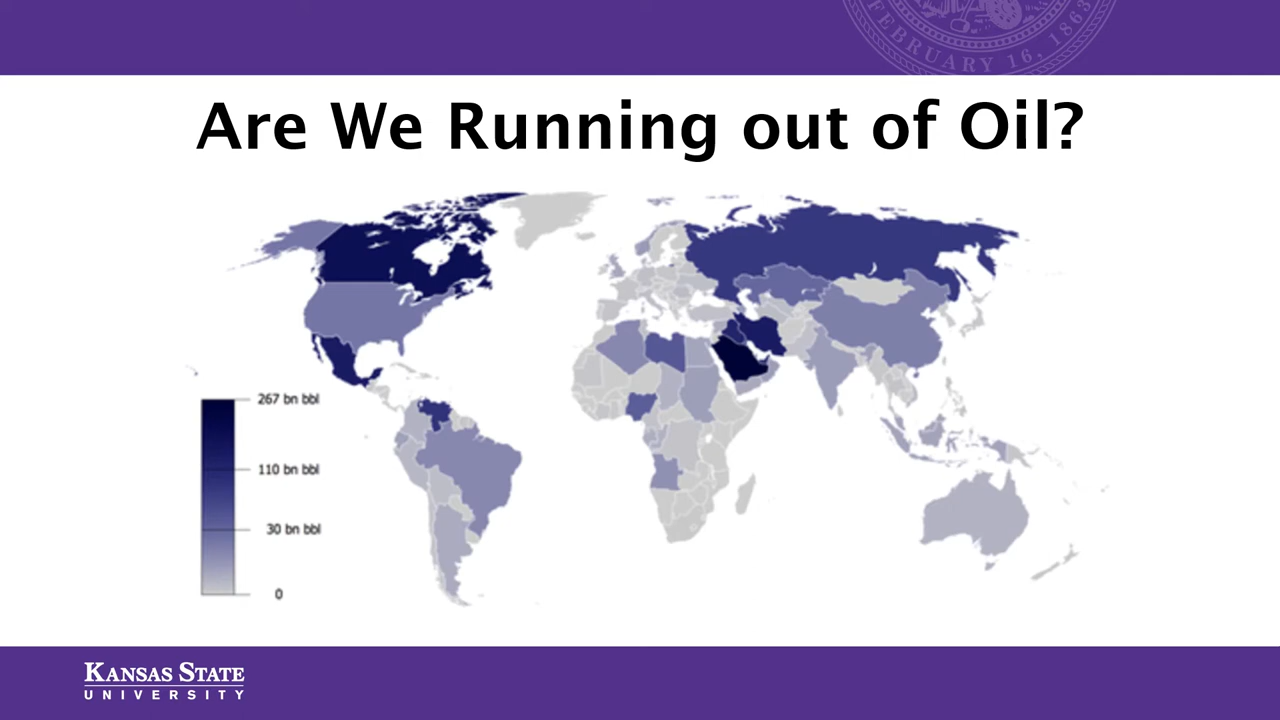 FEBRUARY 16, 1863
Are We Running out of Oil?
267 bn bbl
110 bn bbl
30 bn bbl
0
KANSAS STATE
UNIVERSITY